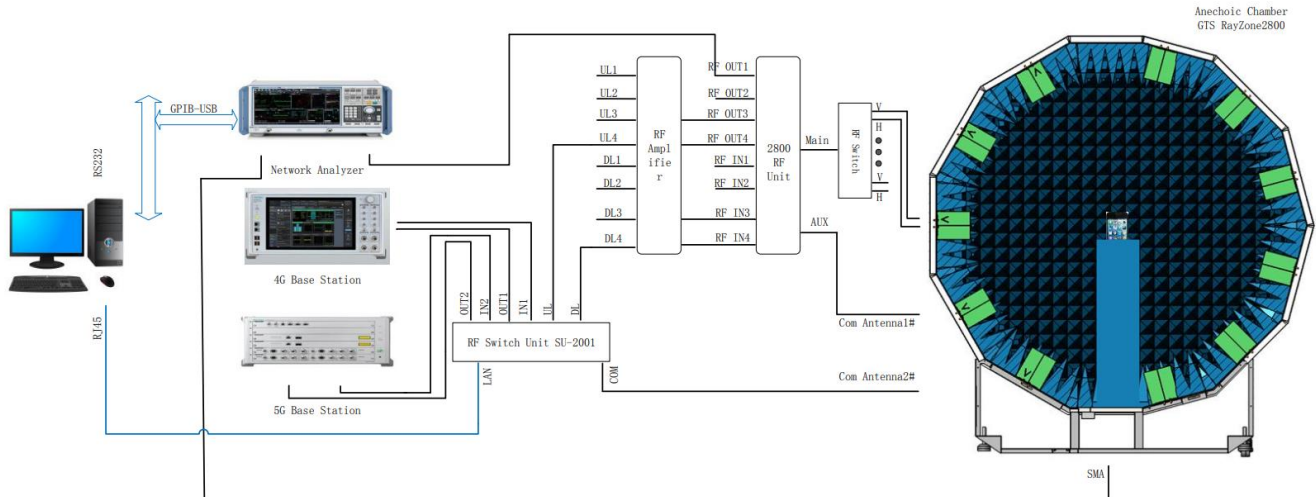 Anechoic Chamber
GTS RayZone2800
GPIB-USB
RS232
Network Analyzer
4G Base Station
5G Base Station
RJ45
OUT2
IN2
OUT1
IN1
UL
DL
RF Switch Unit SU-2001
LAN
COM
UL1
UL2
UL3
UL4
DL1
DL2
DL3
DL4
RF
Ampl
ifie
r
RF OUT1
RF OUT2
RF OUT3
RF OUT4
RF IN1
RF IN2
RF IN3
RF IN4
2800
RF
Unit
Main
AUX
RF Switch
V
H
V
H
Com Antenna1#
Com Antenna2#
V
V
V
V
V
SMA